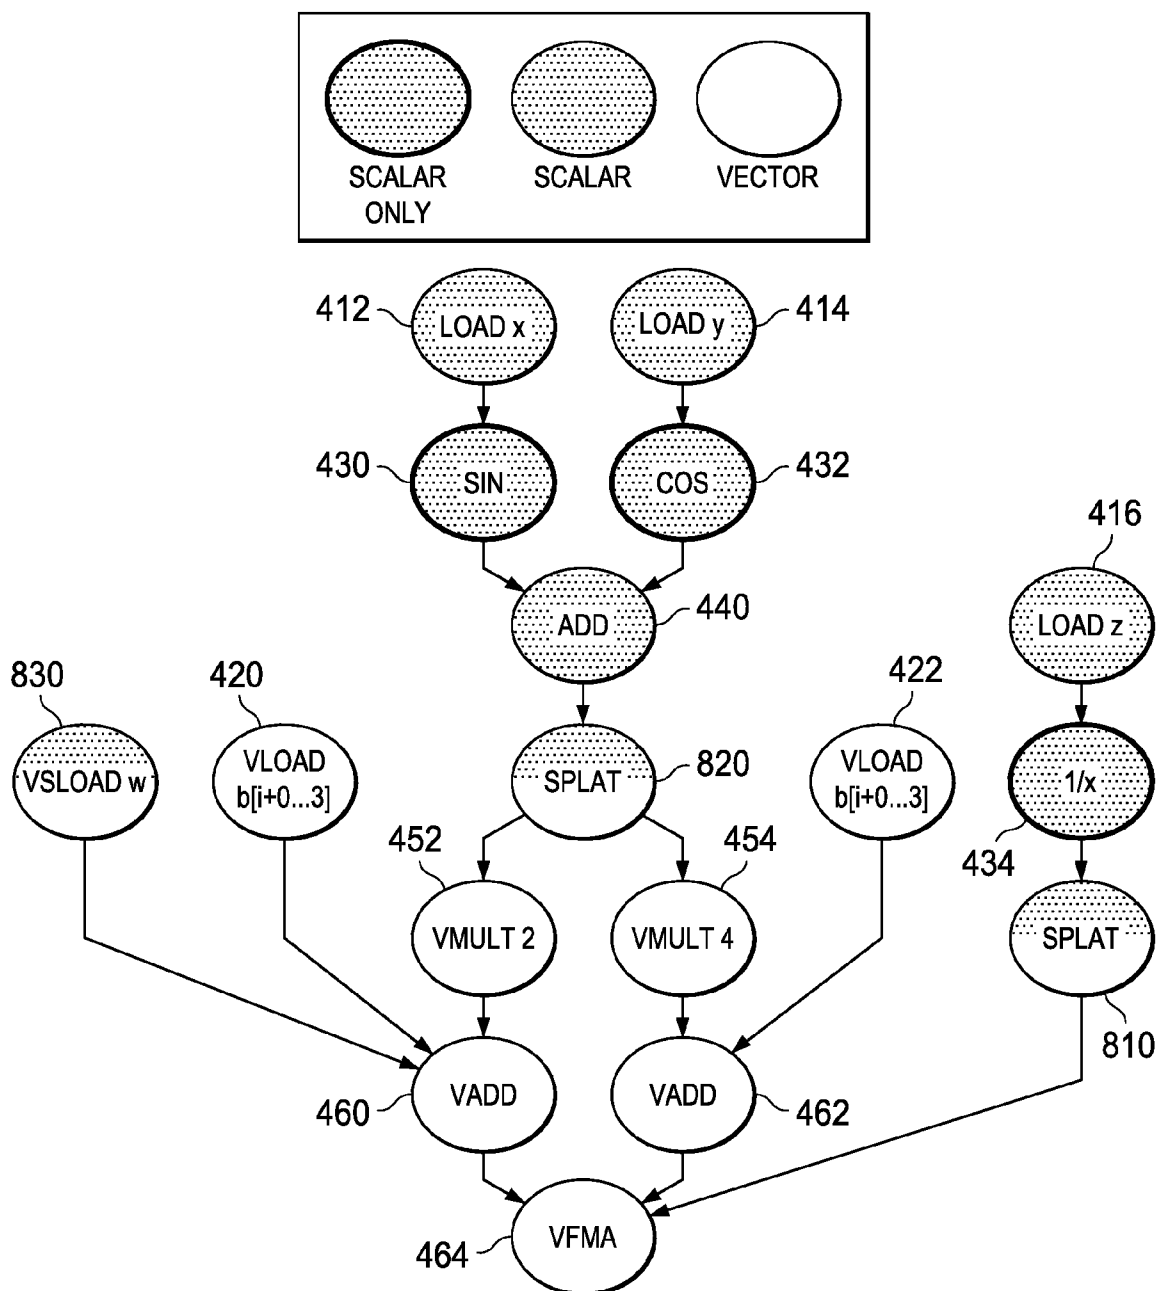 SCALAR
ONLY
SCALAR
VECTOR
412
LOAD x
LOAD y
414
430
SIN
COS
432
416
ADD
440
LOAD z
830
420
422
VSLOAD w
VLOAD
b[i+0...3]
SPLAT
820
VLOAD
b[i+0...3]
1/x
434
452
454
VMULT 2
VMULT 4
SPLAT
810
460
VADD
VADD
462
464
VFMA